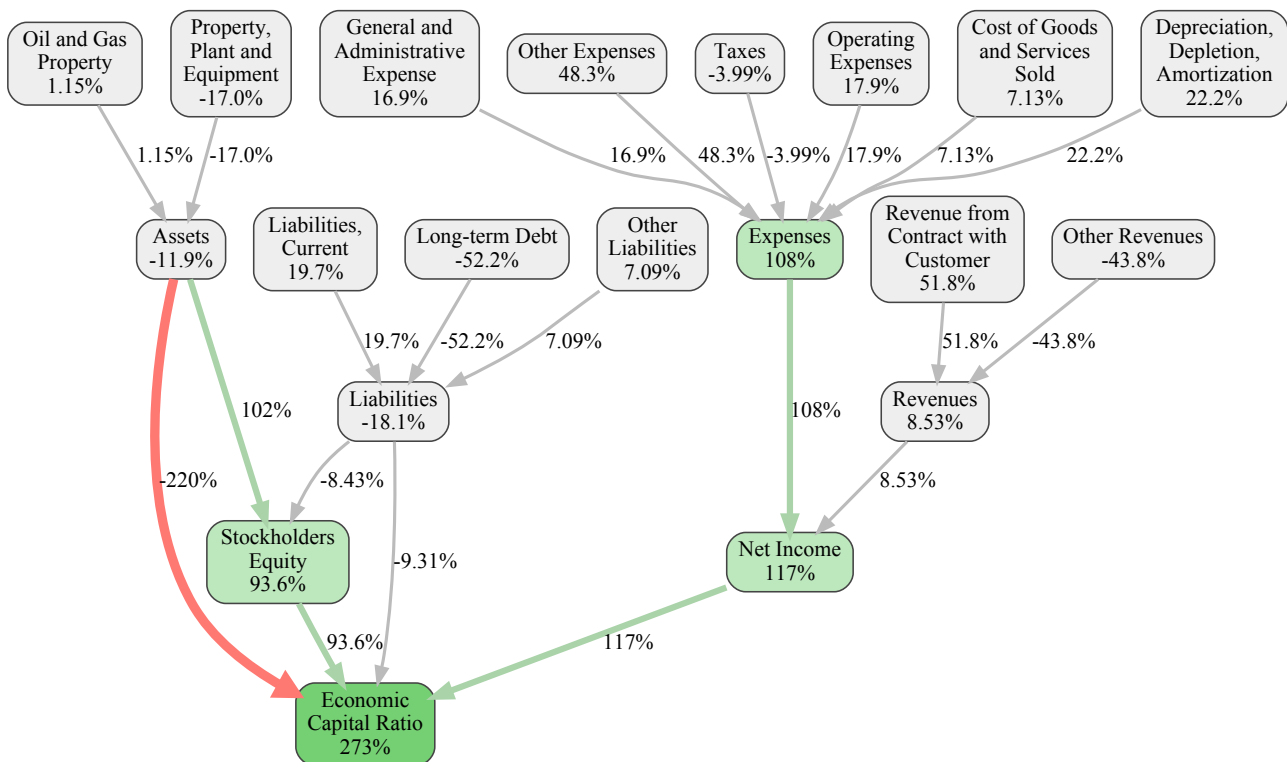 Oil and Gas
Property
1.15%
Property,
Plant and
Equipment
-17.0%
General and
Administrative
Expense
16.9%
Other Expenses
48.3%
Taxes
-3.99%
Operating
Expenses
17.9%
Cost of Goods
and Services
Sold
7.13%
Depreciation,
Depletion,
Amortization
22.2%
1.15%
-17.0%
16.9%
48.3%
-3.99%
17.9%
7.13%
22.2%
Assets
-11.9%
Liabilities,
Current
19.7%
Long-term Debt
-52.2%
Other
Liabilities
7.09%
Expenses
108%
Revenue from
Contract with
Customer
51.8%
Other Revenues
-43.8%
19.7%
-52.2%
7.09%
51.8%
-43.8%
102%
Liabilities
-18.1%
108%
Revenues
8.53%
-220%
-8.43%
8.53%
Stockholders
Equity
93.6%
-9.31%
Net Income
117%
93.6%
117%
Economic
Capital Ratio
273%